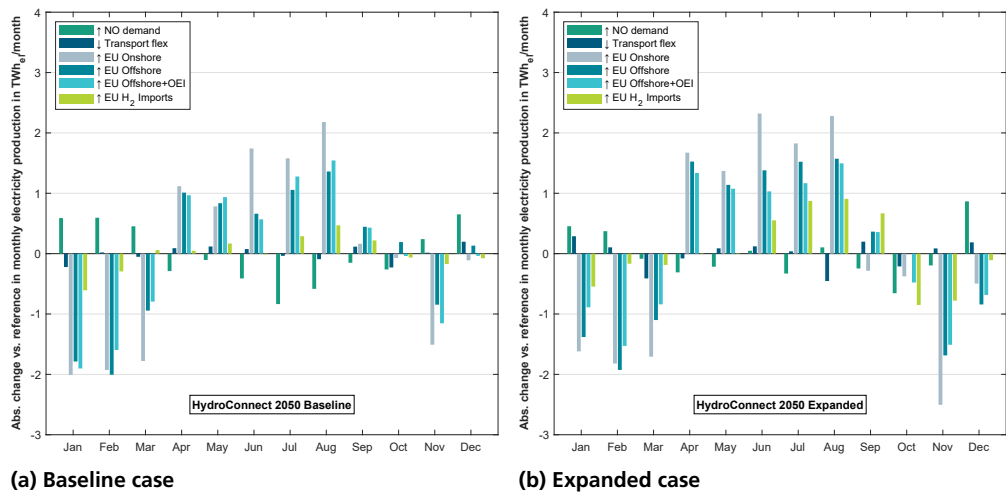 Abs. change vs. reference in monthly electricity production in TWh_el/month
4
3
2
1
0
-1
-2
-3
↑ NO demand
↓ Transport flex
↑ EU Onshore
↑ EU Offshore
↑ EU Offshore+OEI
↑ EU H₂ Imports
HydroConnect 2050 Baseline
Jan Feb Mar Apr May Jun Jul Aug Sep Oct Nov Dec
(a) Baseline case
Abs. change vs. reference in monthly electricity production in TWh_el/month
4
3
2
1
0
-1
-2
-3
↑ NO demand
↓ Transport flex
↑ EU Onshore
↑ EU Offshore
↑ EU Offshore+OEI
↑ EU H₂ Imports
HydroConnect 2050 Expanded
Jan Feb Mar Apr May Jun Jul Aug Sep Oct Nov Dec
(b) Expanded case